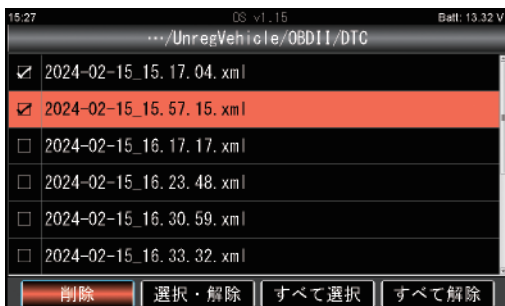 15:27 DS v1.15 Batt: 13.32 V
…/UnregVehicle/OBDII/DTC
2024-02-15_15.17.04.xml
2024-02-15_15.57.15.xml
2024-02-15_16.17.17.xml
2024-02-15_16.23.48.xml
2024-02-15_16.30.59.xml
2024-02-15_16.33.32.xml
削除 選択・解除 すべて選択 すべて解除